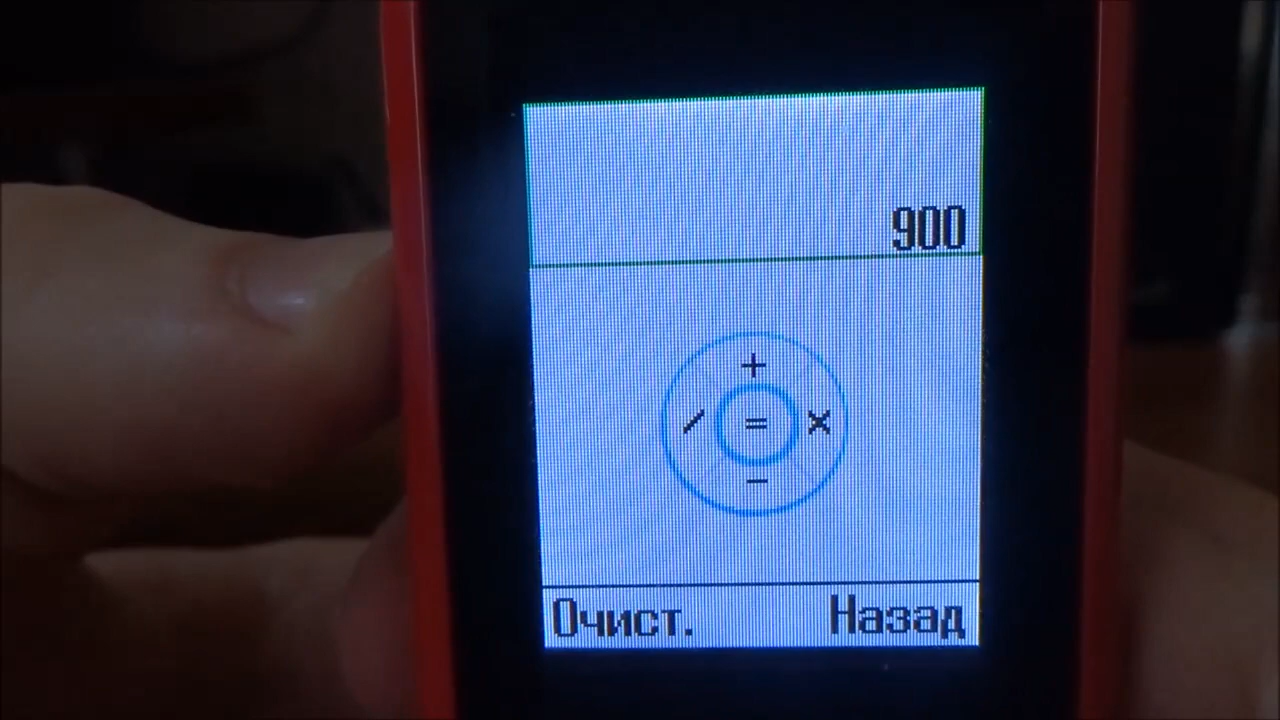 900
+
/ = ×
−
Очист. Назад